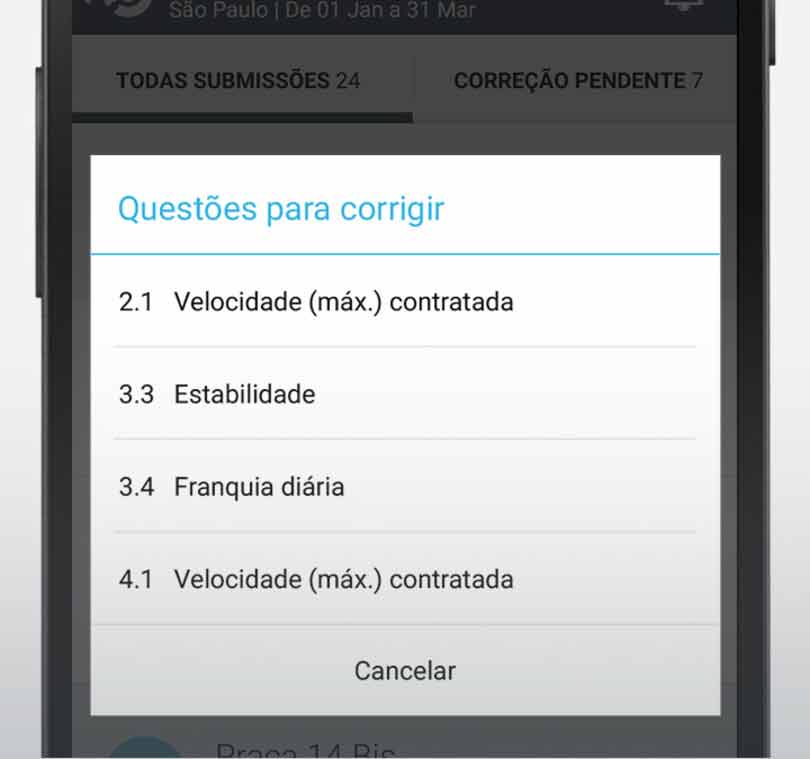 São Paulo | De 01 Jan a 31 Mar
TODAS SUBMISSÕES 24 CORREÇÃO PENDENTE 7
Questões para corrigir
2.1 Velocidade (máx.) contratada
3.3 Estabilidade
3.4 Franquia diária
4.1 Velocidade (máx.) contratada
Cancelar
Praça 14 Bis